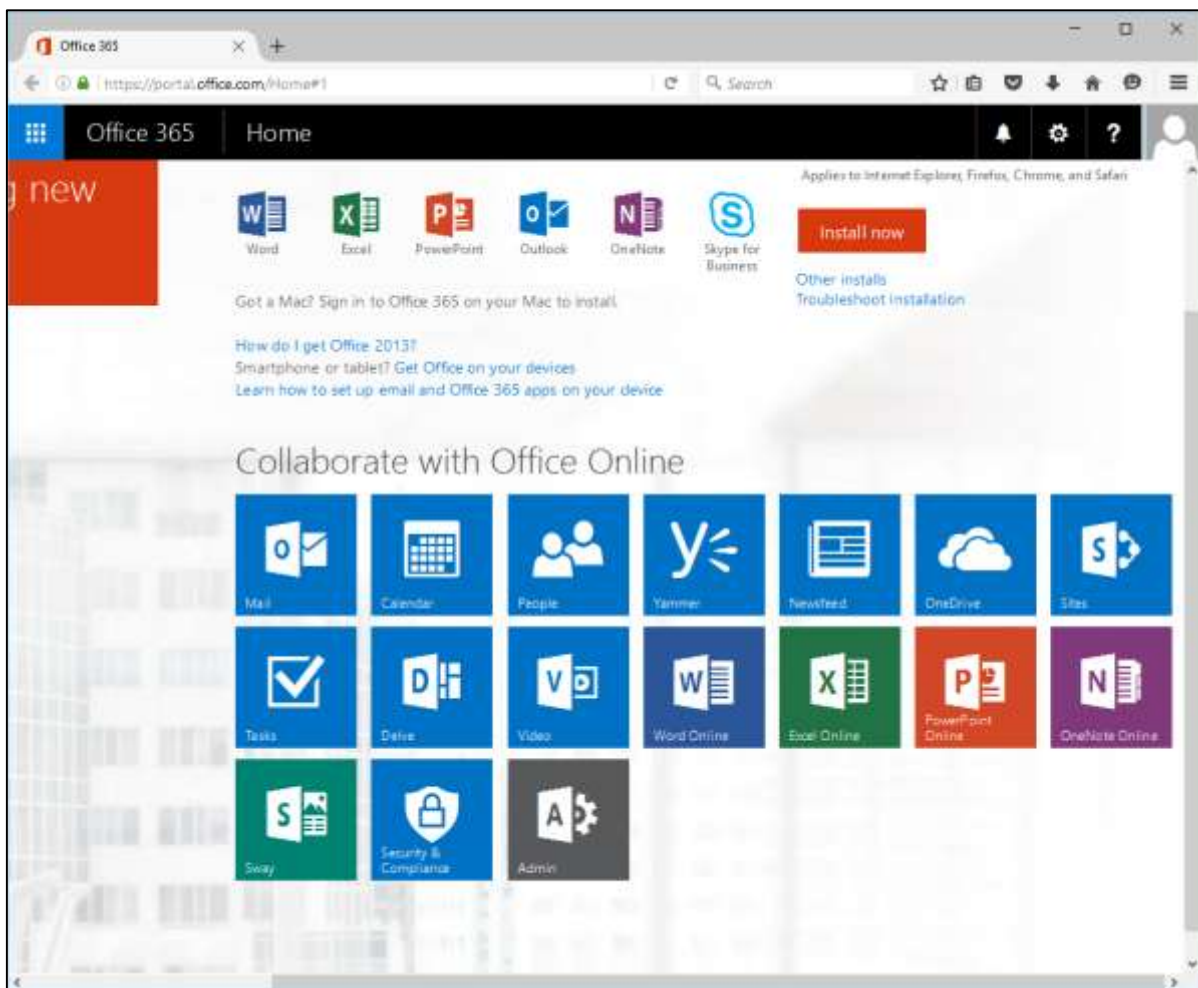 Office 365
https://portal.office.com/Home#1
Search
Office 365
Home
?
g new
Applies to Internet Explorer, Firefox, Chrome, and Safari
Word
Excel
PowerPoint
Outlook
OneNote
Skype for
Business
Install now
Other installs
Troubleshoot installation
Got a Mac? Sign in to Office 365 on your Mac to install.
How do I get Office 2013?
Smartphone or tablet? Get Office on your devices
Learn how to set up email and Office 365 apps on your device
Collaborate with Office Online
Mail
Calendar
People
Yammer
Newsfeed
OneDrive
Sites
Tasks
Delve
Video
Word Online
Excel Online
PowerPoint
Online
OneNote Online
Sway
Security &
Compliance
Admin